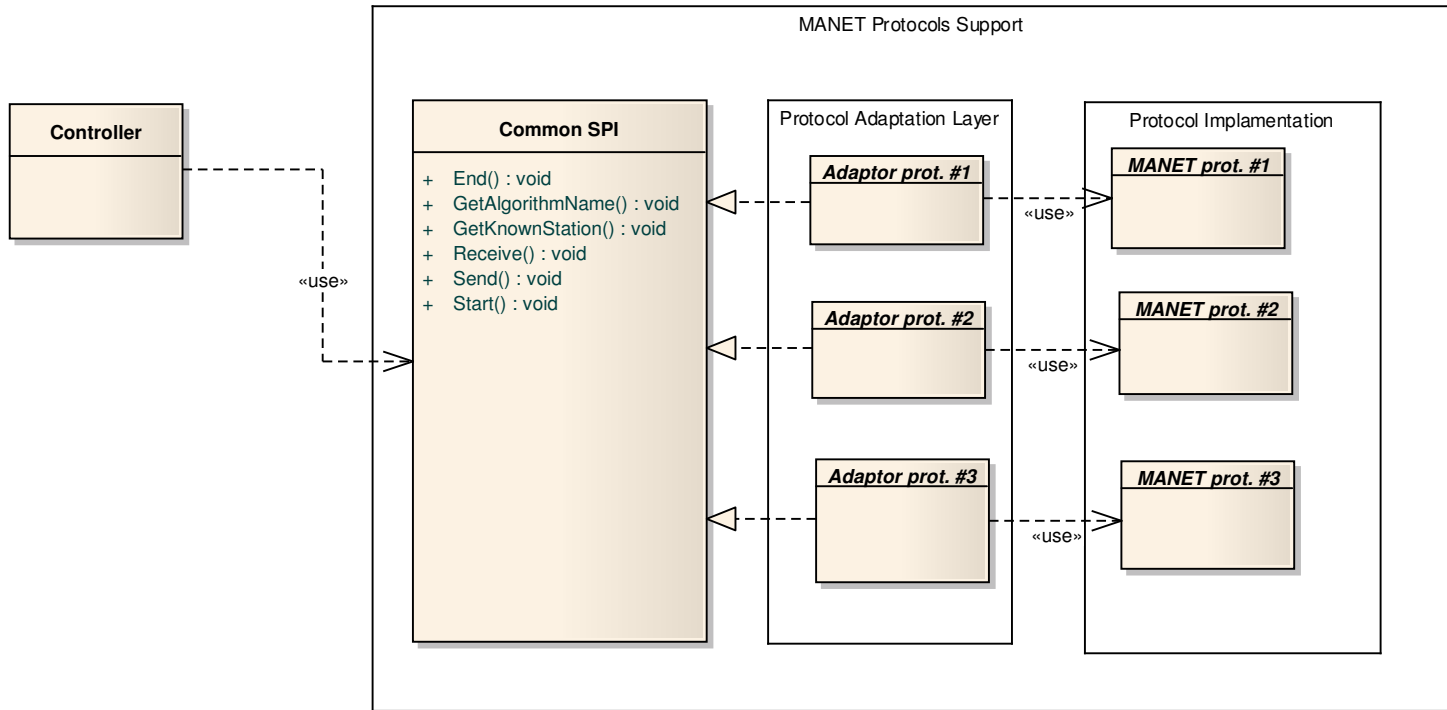 MANET Protocols Support
Controller
«use»
Common SPI
+ End() : void
+ GetAlgorithmName() : void
+ GetKnownStation() : void
+ Receive() : void
+ Send() : void
+ Start() : void
Protocol Adaptation Layer
Adaptor prot. #1
Adaptor prot. #2
Adaptor prot. #3
«use»
«use»
«use»
Protocol Implamentation
MANET prot. #1
MANET prot. #2
MANET prot. #3